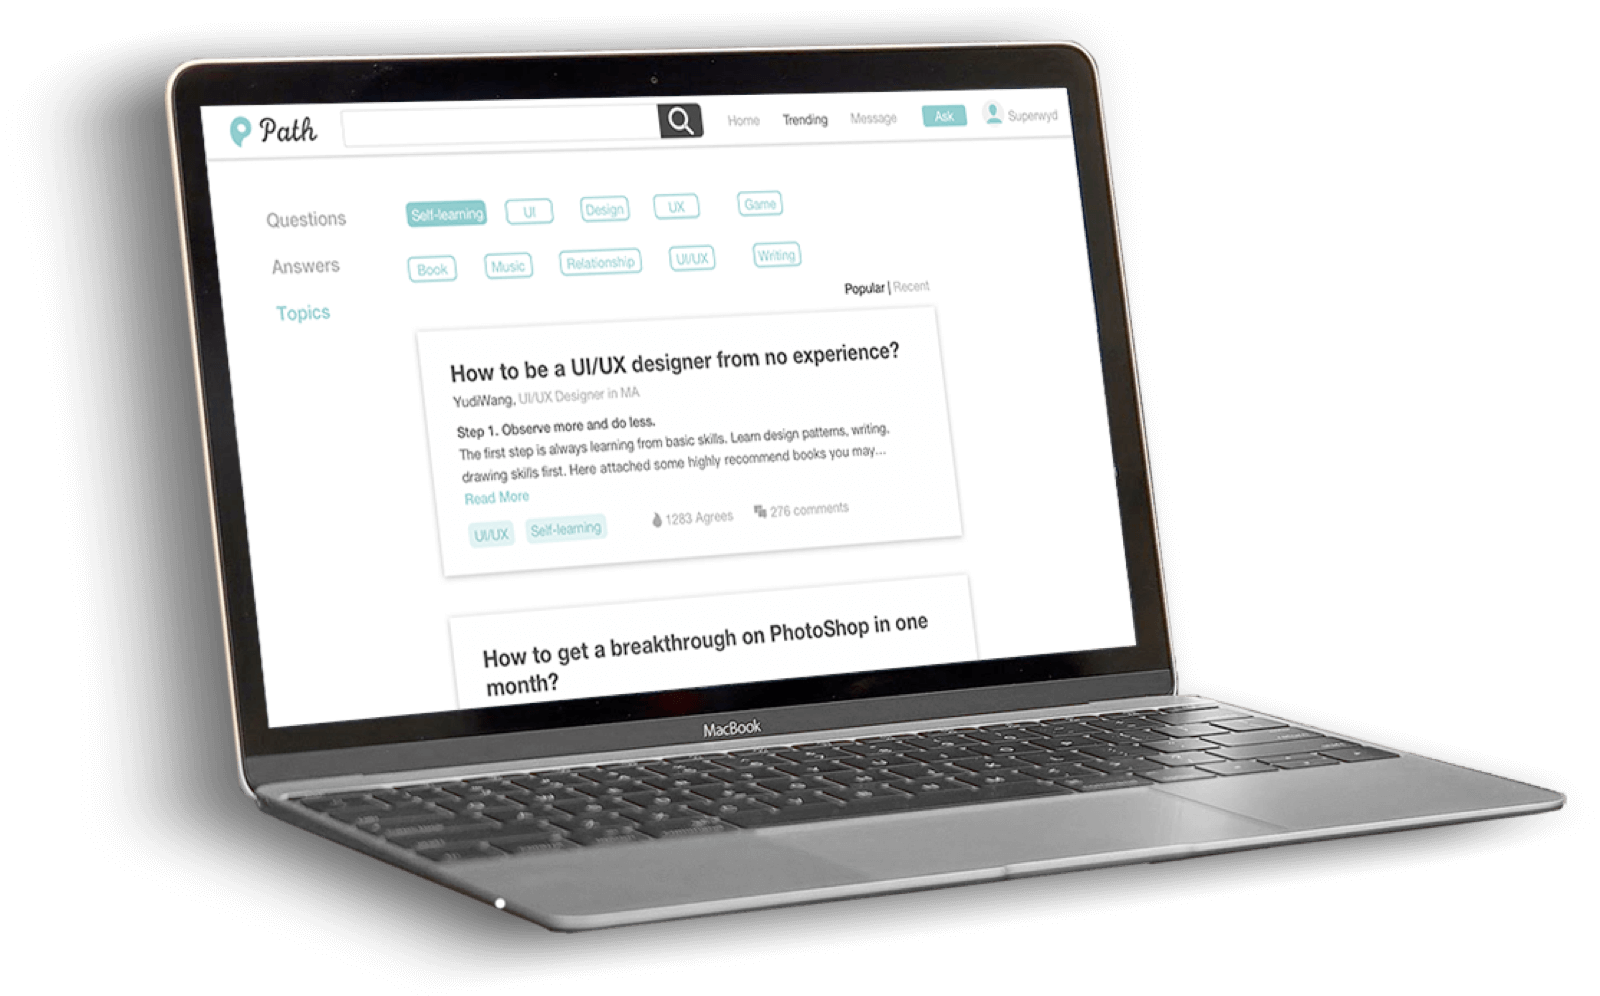 Path
Home Trending Message Ask Superwyd
Questions
Answers
Topics
Self-learning UI Design UX Game
Book Music Relationship UI/UX Writing
Popular | Recent
How to be a UI/UX designer from no experience?
YudiWang, UI/UX Designer in MA
Step 1. Observe more and do less.
The first step is always learning from basic skills. Learn design patterns, writing,
drawing skills first. Here attached some highly recommend books you may...
Read More
UI/UX Self-learning 1283 Agrees 276 comments
How to get a breakthrough on PhotoShop in one
month?
MacBook